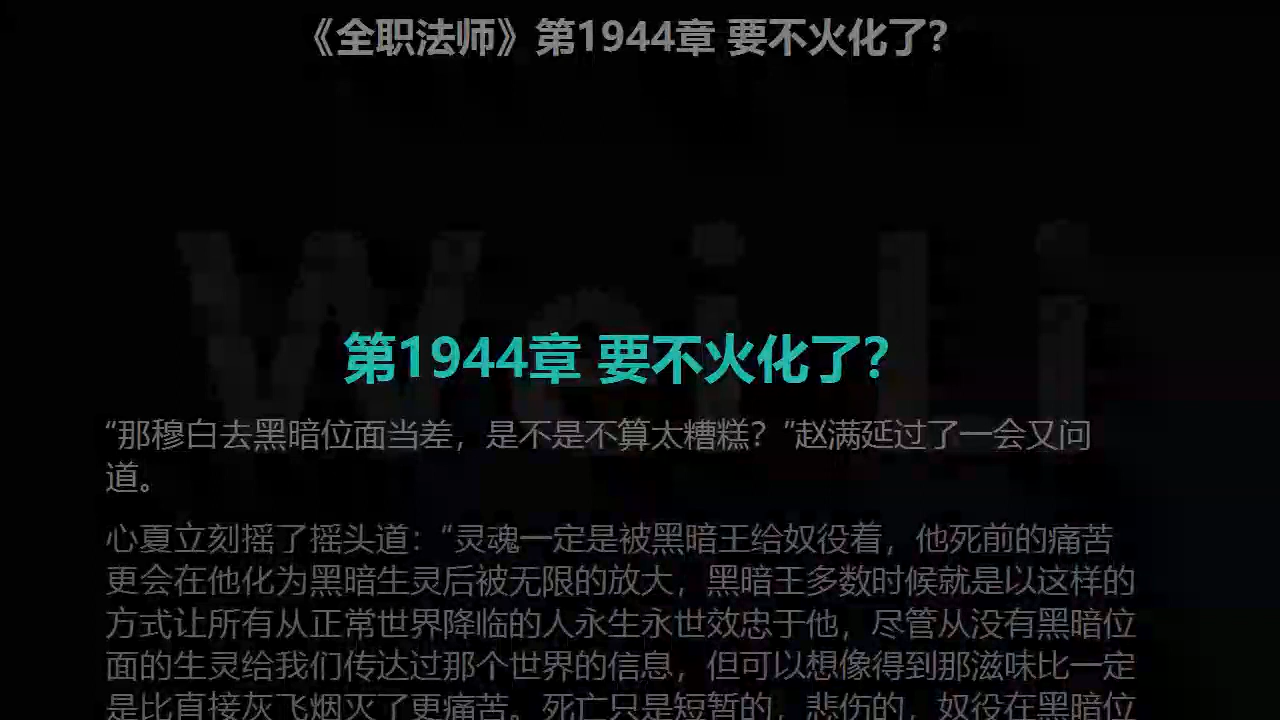 《全职法师》第1944章 要不火化了？
Wei Li
第1944章 要不火化了？
“那穆白去黑暗位面当差，是不是不算太糟糕？”赵满延过了一会又问
道。
心夏立刻摇了摇头道：“灵魂一定是被黑暗王给奴役着，他死前的痛苦
更会在他化为黑暗生灵后被无限的放大，黑暗王多数时候就是以这样的
方式让所有从正常世界降临的人永生永世效忠于他，尽管从没有黑暗位
面的生灵给我们传达过那个世界的信息，但可以想像得到那滋味比一定
是比直接灰飞烟灭了更痛苦。死亡只是短暂的，悲伤的，奴役在黑暗位